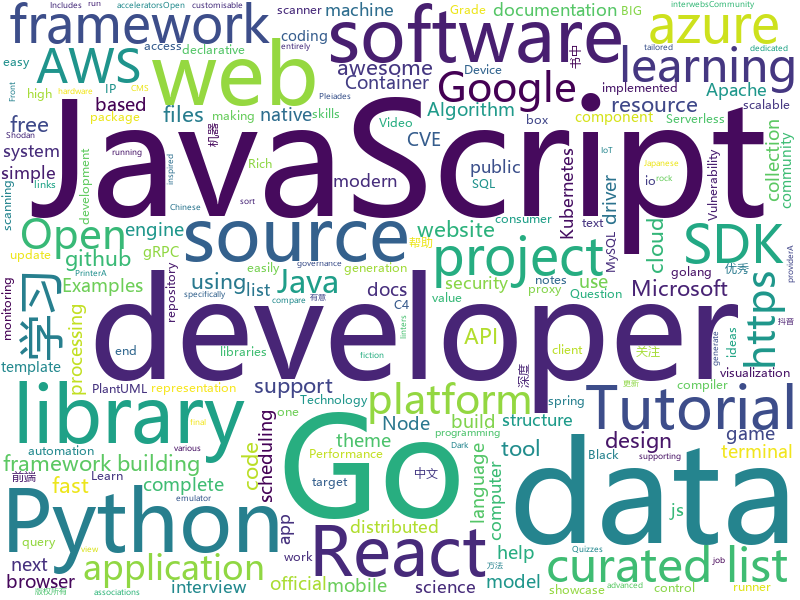 Includes run acceleratorsOpen customisable
scanner Grade interwebsCommunity
framework machine documentation BIG azure
coding software
access declarative
AWS web awesome Google learning
easy Container 书中
high IP based native Algorithm Device resource Apache
CMS
Front files skills component implemented tailored dedicated
free making package Video box Serverless scalable
Shodan hardware Pleiades
system JavaScript CVE
running simple 机器 modern public SQL Kubernetes io rock IoT Japanese
scanning links development Rich inspired driver Vulnerability collection community
Chinese sort text MySQL
update Open engine source website consumer 帮助 project cloud golang SDK
github gRPC easily generation notes 优秀 providerA
学习 Examples using Java governance proxy security use
monitoring PrinterA repository list docs C4 value Question Microsoft https
specifically compare 有意 API ideas 抖音
processing developer linters client 关注
template end libraries fiction 深度 generate compiler
PlantUML representation support platform spring visualization
library Technology Node build structure 更新 Tutorial
automation one programming
framework building scheduling theme language tool design game
前端 Learn various code Performance target 中文 computer Black final job terminal
fast complete Dark supporting
Python Go data
query emulator app distributed js
next React help
browser application work official mobile science model Quizzes showcase control runner
版权所有 associations interview view 方法 advanced curated list
entirely